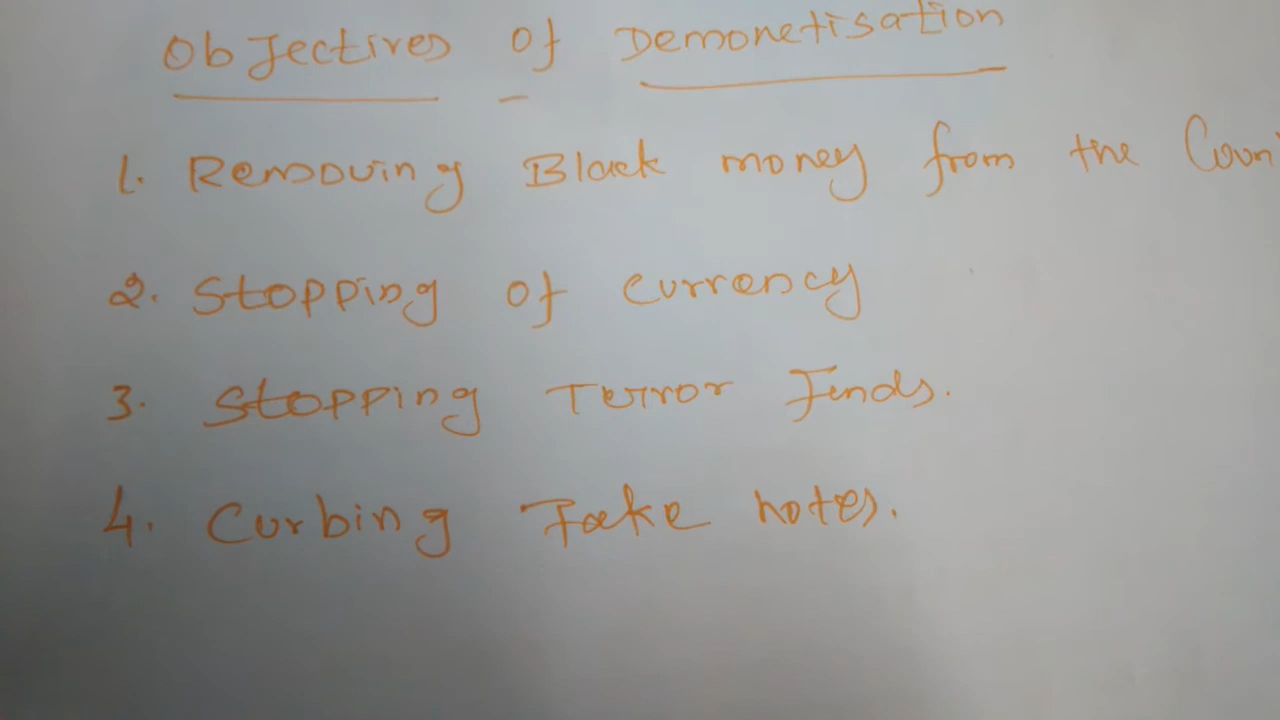 Objectives of Demonetisation
1. Removing Black money from the Coun
2. Stopping of currency
3. Stopping Terror Funds.
4. Curbing Fake notes.